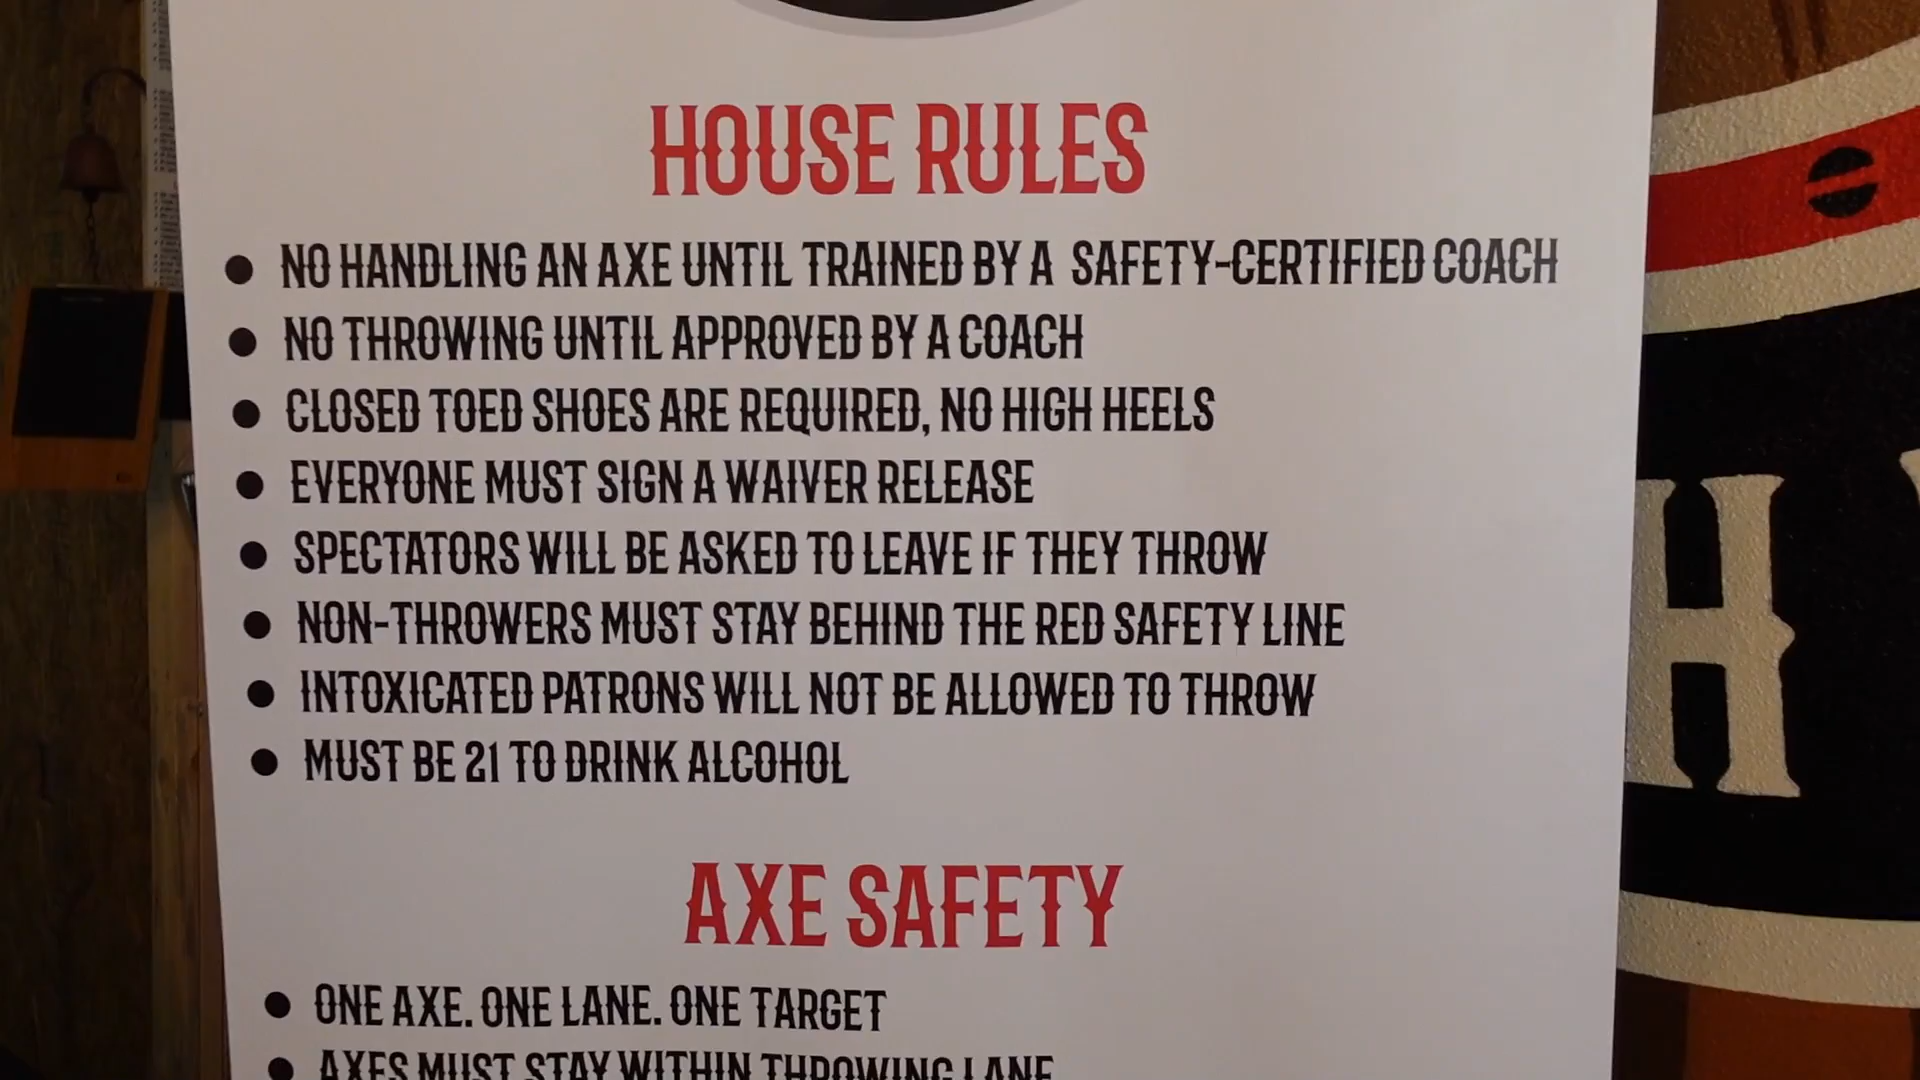 HOUSE RULES
● NO HANDLING AN AXE UNTIL TRAINED BY A SAFETY-CERTIFIED COACH
● NO THROWING UNTIL APPROVED BY A COACH
● CLOSED TOED SHOES ARE REQUIRED, NO HIGH HEELS
● EVERYONE MUST SIGN A WAIVER RELEASE
● SPECTATORS WILL BE ASKED TO LEAVE IF THEY THROW
● NON-THROWERS MUST STAY BEHIND THE RED SAFETY LINE
● INTOXICATED PATRONS WILL NOT BE ALLOWED TO THROW
● MUST BE 21 TO DRINK ALCOHOL
AXE SAFETY
● ONE AXE. ONE LANE. ONE TARGET
● AXES MUST STAY WITHIN THROWING LANE
H